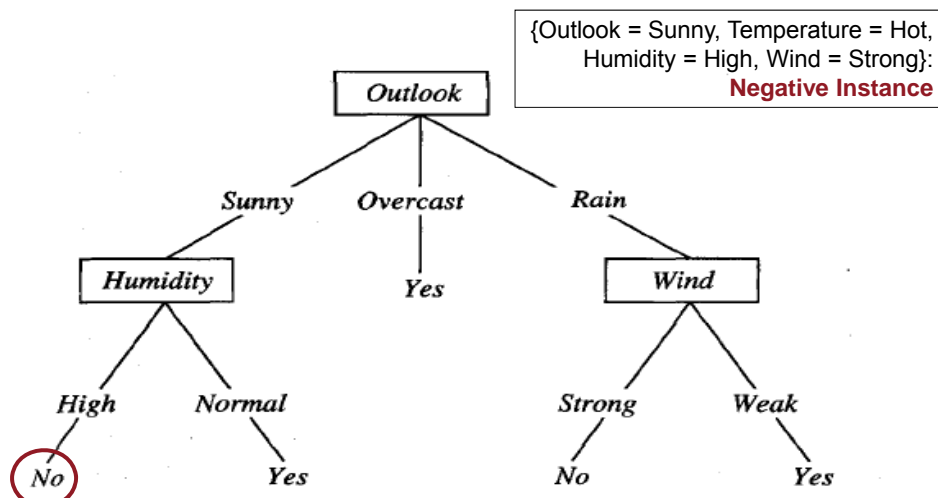 {Outlook = Sunny, Temperature = Hot,
Humidity = High, Wind = Strong}:
Negative Instance
Outlook
Sunny Overcast Rain
Humidity Yes Wind
High Normal Strong Weak
No Yes No Yes